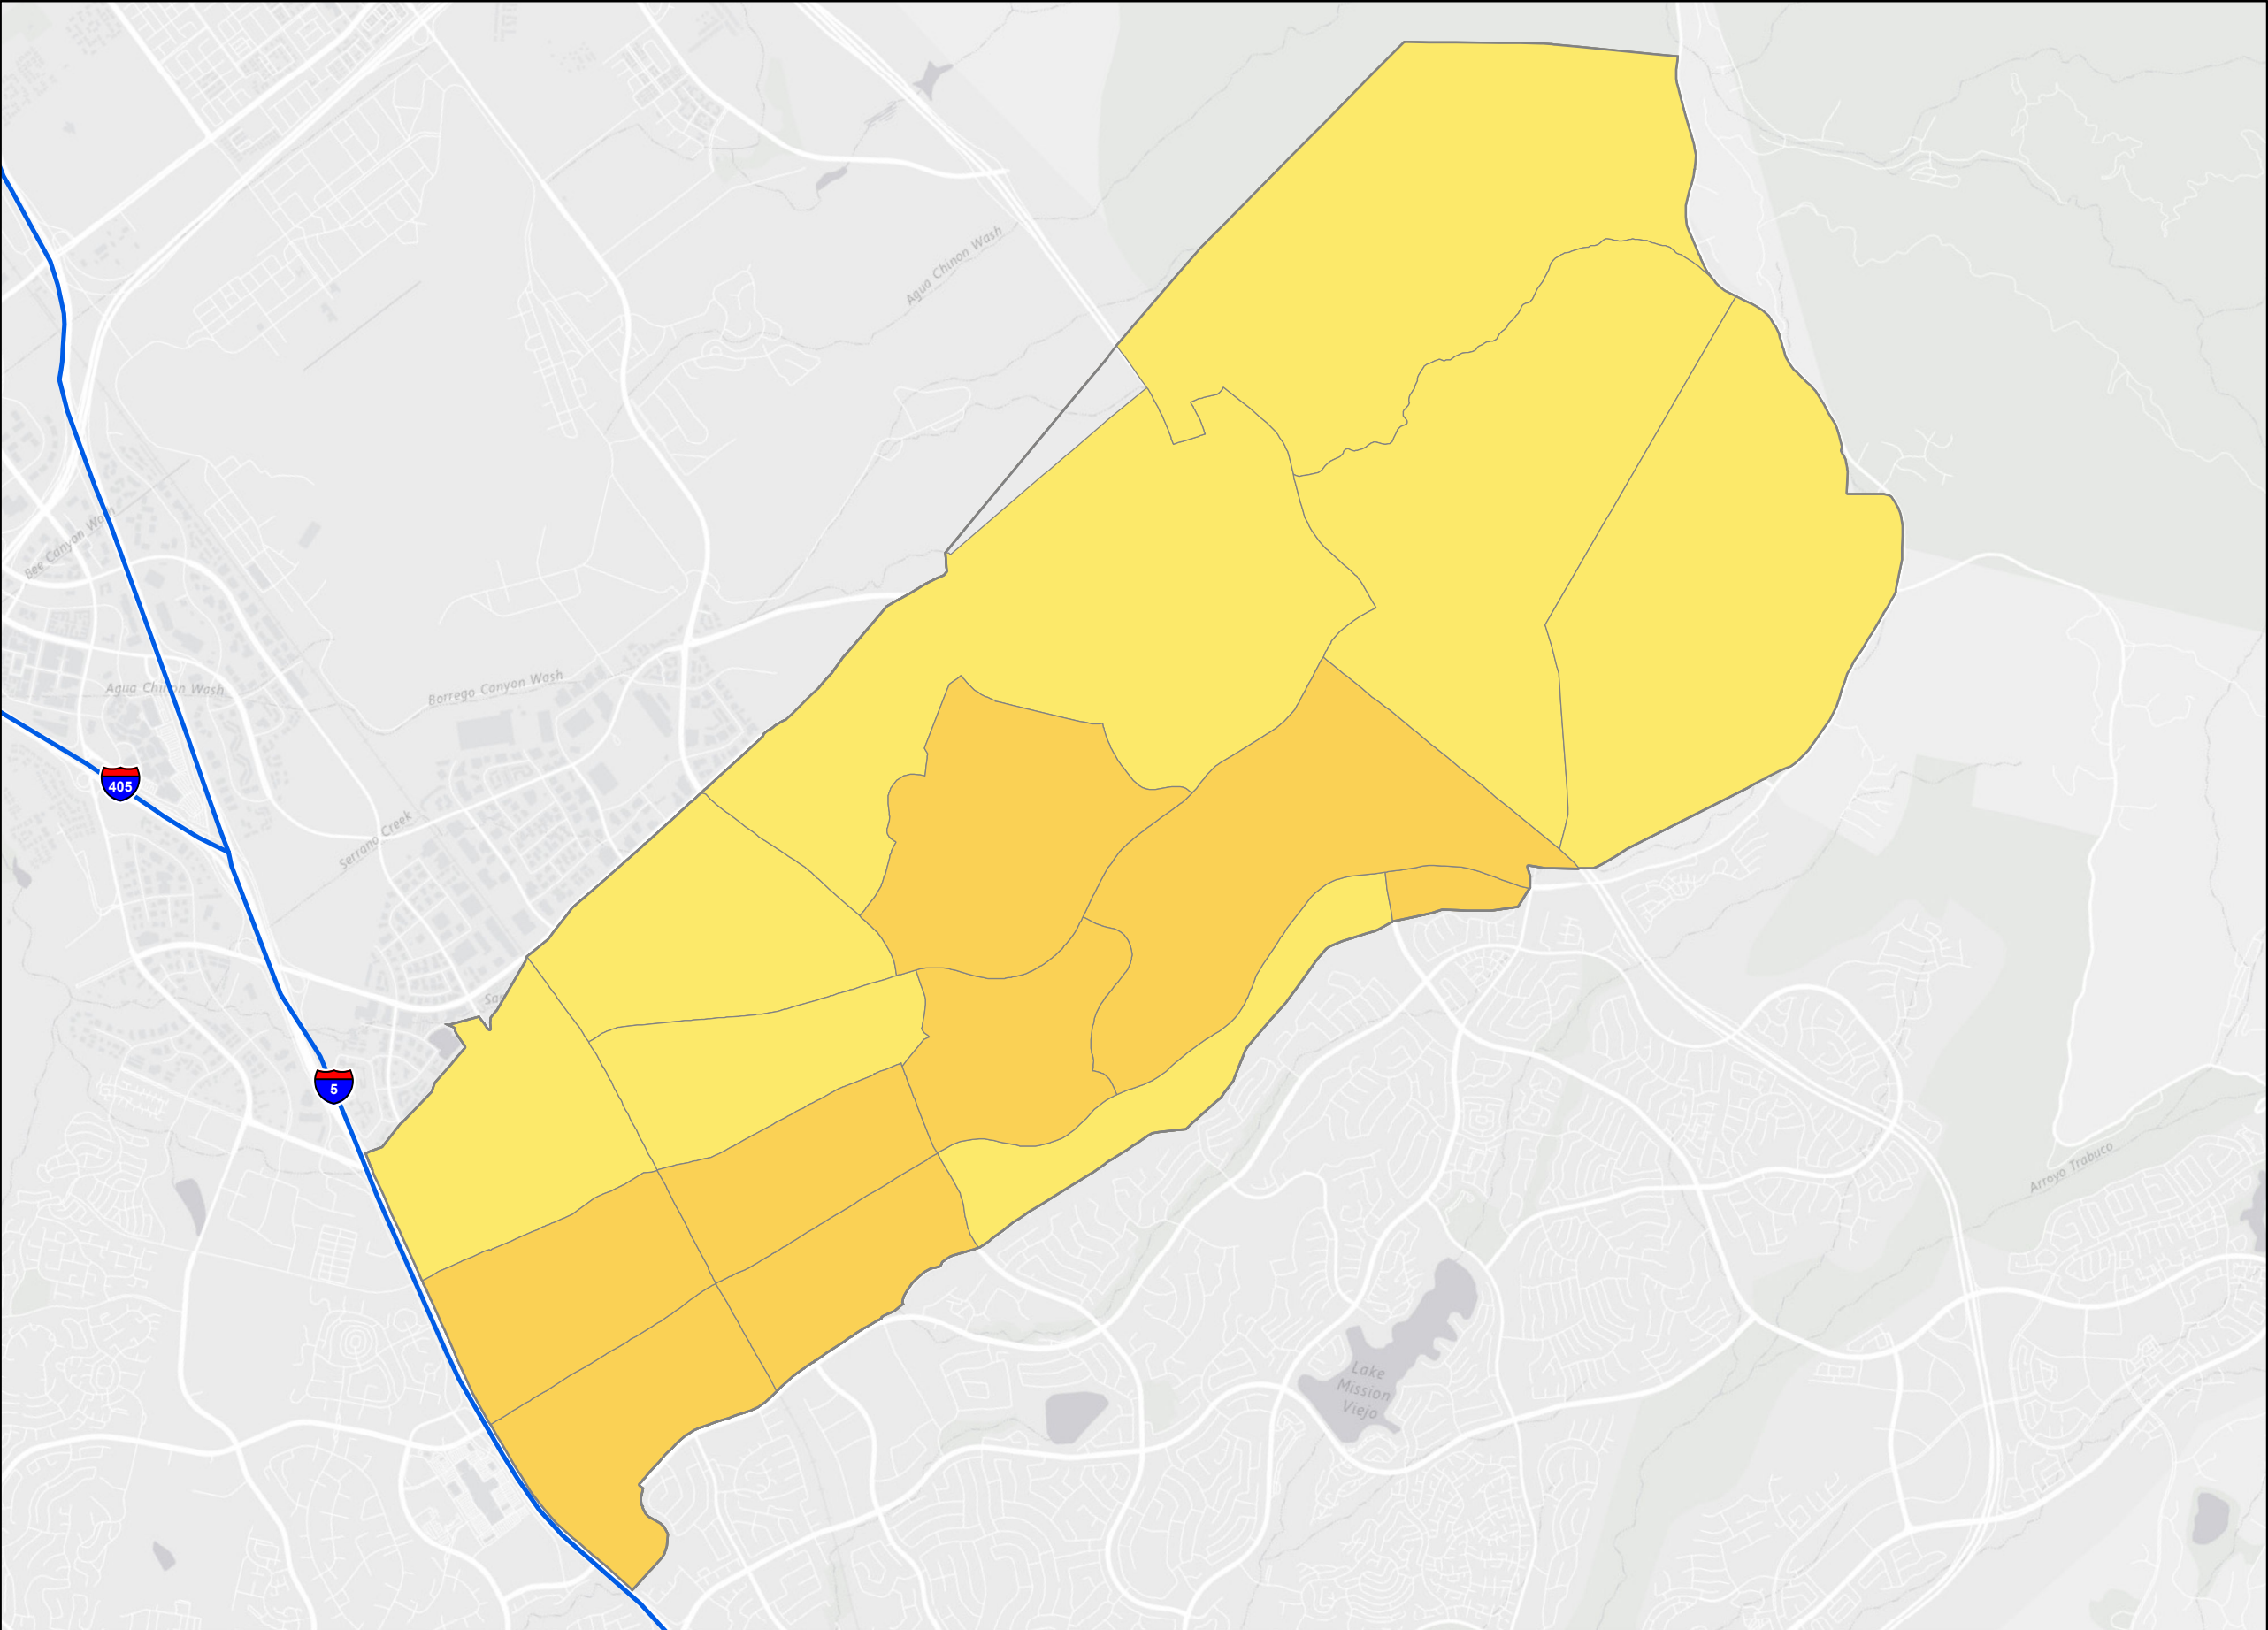 Agua Chinon Wash
Bee Canyon Wash
Agua Chinon Wash
Borrego Canyon Wash
405
Serrano Creek
5
Arroyo Trabuco
Lake
Mission
Viejo